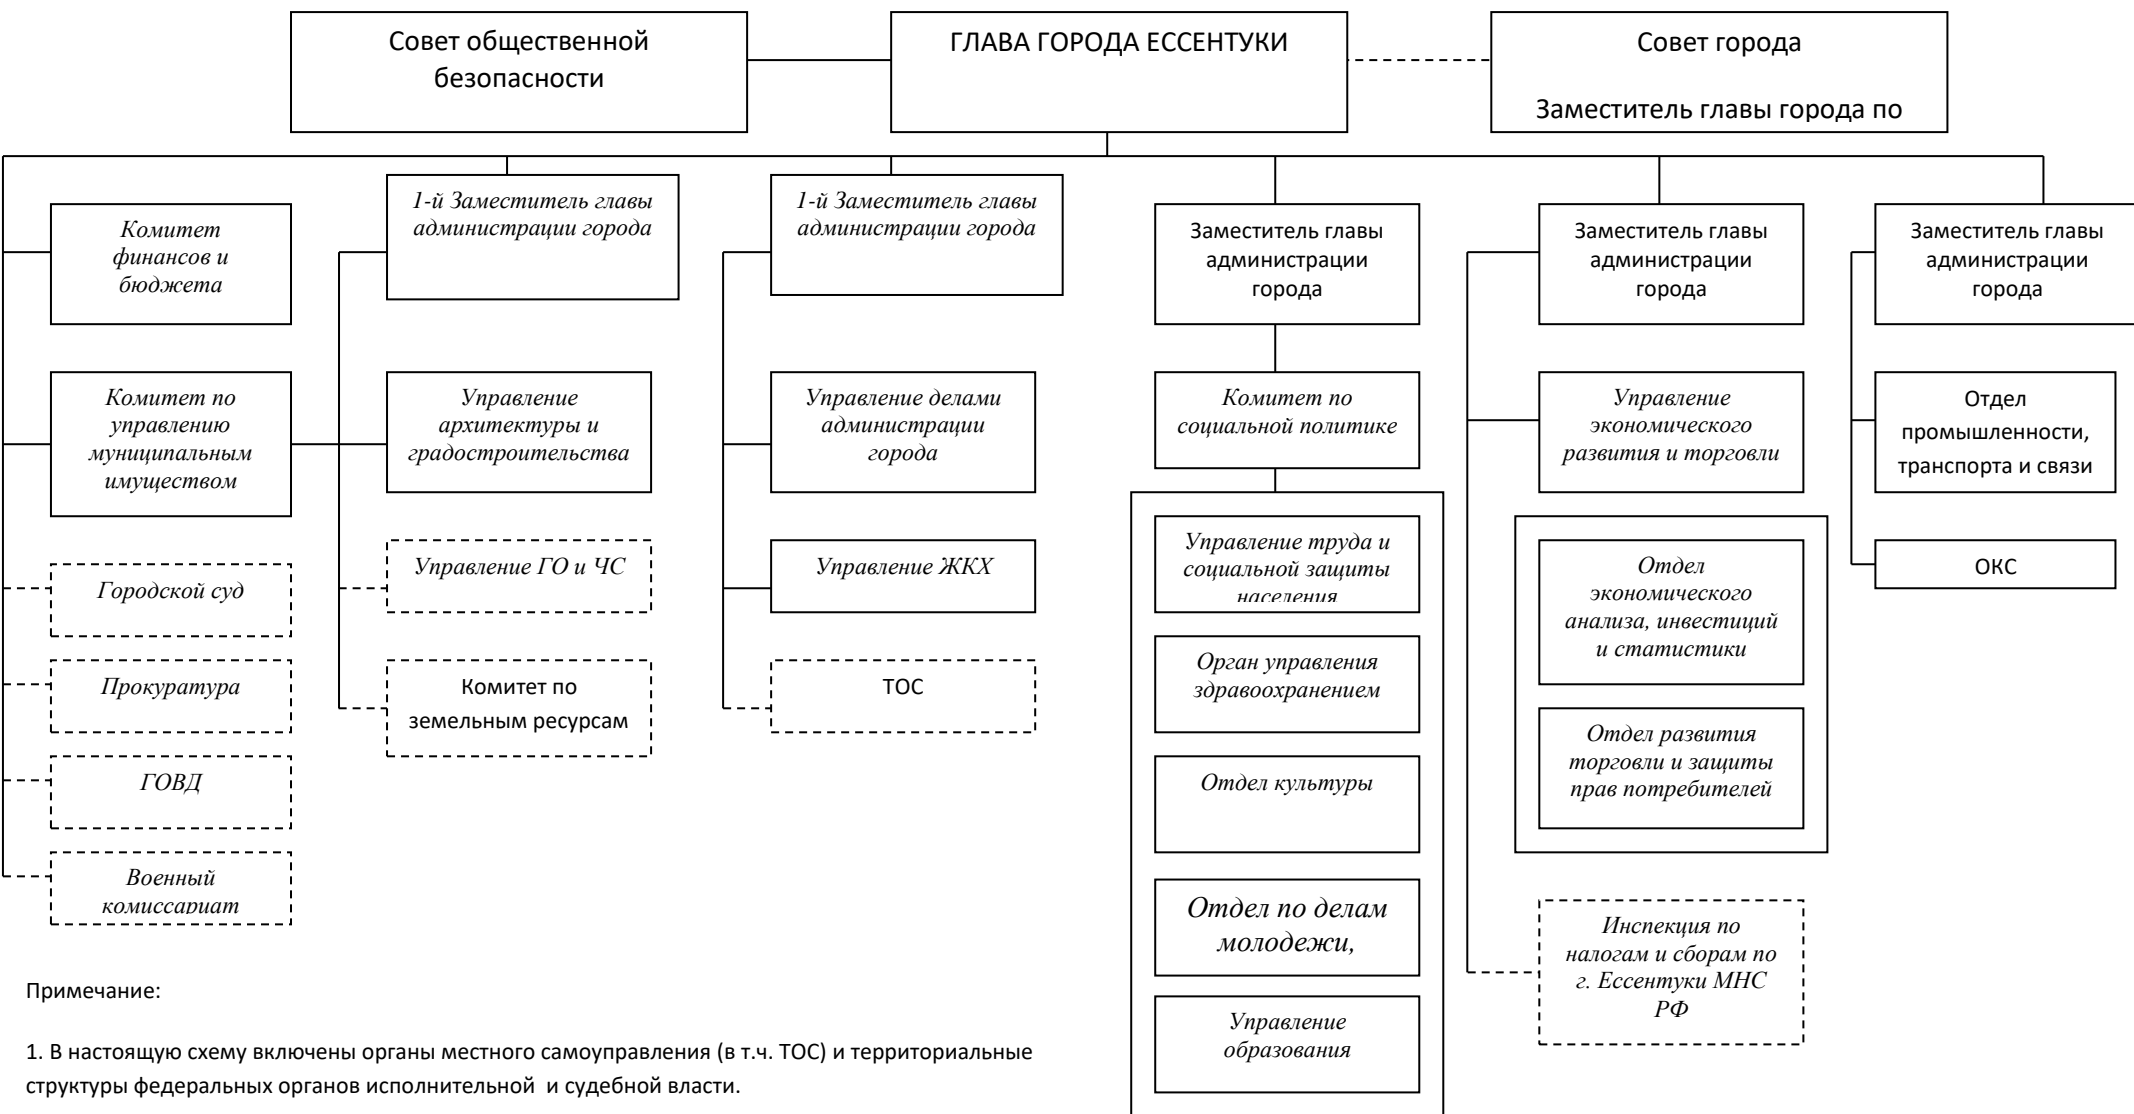 Совет общественной
безопасности
ГЛАВА ГОРОДА ЕССЕНТУКИ
Совет города
Заместитель главы города по
Комитет
финансов и
бюджета
1-й Заместитель главы
администрации города
1-й Заместитель главы
администрации города
Заместитель главы
администрации
города
Заместитель главы
администрации
города
Заместитель главы
администрации
города
Комитет по
управлению
муниципальным
имуществом
Управление
архитектуры и
градостроительства
Управление делами
администрации
города
Комитет по
социальной политике
Управление
экономического
развития и торговли
Отдел
промышленности,
транспорта и связи
Городской суд
Управление ГО и ЧС
Управление ЖКХ
Управление труда и
социальной защиты
населения
Отдел
экономического
анализа, инвестиций
и статистики
ОКС
Прокуратура
Комитет по
земельным ресурсам
ТОС
Орган управления
здравоохранением
Отдел развития
торговли и защиты
прав потребителей
ГОВД
Отдел культуры
Военный
комиссариат
Отдел по делам
молодежи,
Инспекция по
налогам и сборам по
г. Ессентуки МНС
РФ
Управление
образования
Примечание:
1. В настоящую схему включены органы местного самоуправления (в т.ч. ТОС) и территориальные
структуры федеральных органов исполнительной  и судебной власти.